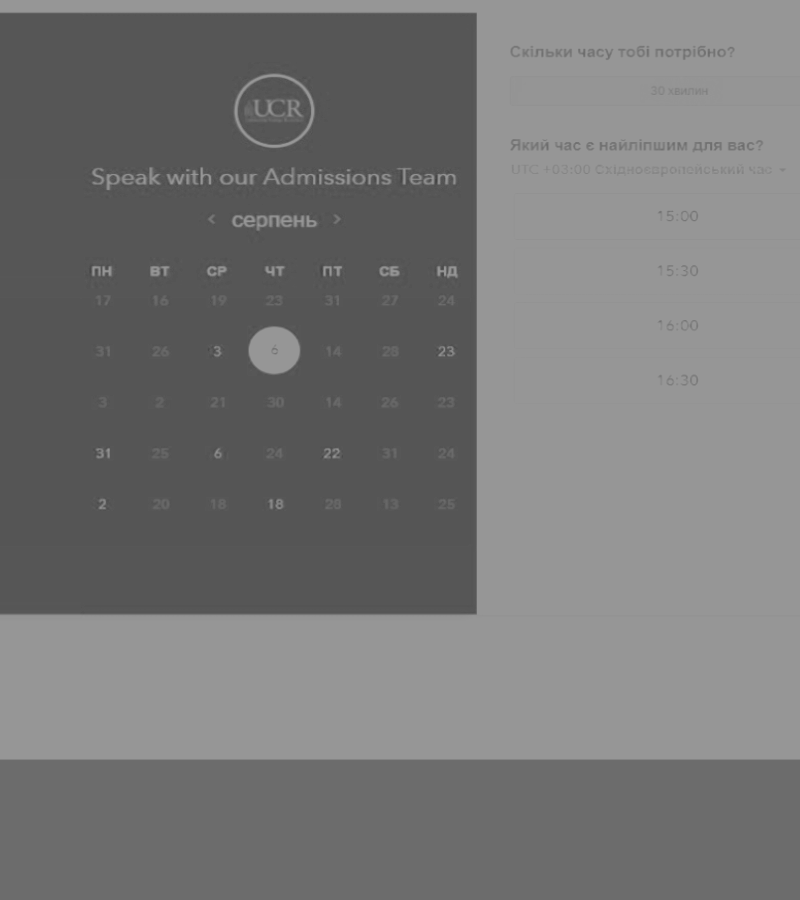 UCR
Speak with our Admissions Team
< серпень >
ПН ВТ СР ЧТ ПТ СБ НД
17 16 19 23 31 27 24
31 26 3 6 14 28 23
3 2 21 30 14 26 23
31 25 6 24 22 31 24
2 20 18 18 28 13 25
Скільки часу тобі потрібно?
30 хвилин
Який час є найліпшим для вас?
UTC +03:00 Східноєвропейський час
15:00
15:30
16:00
16:30